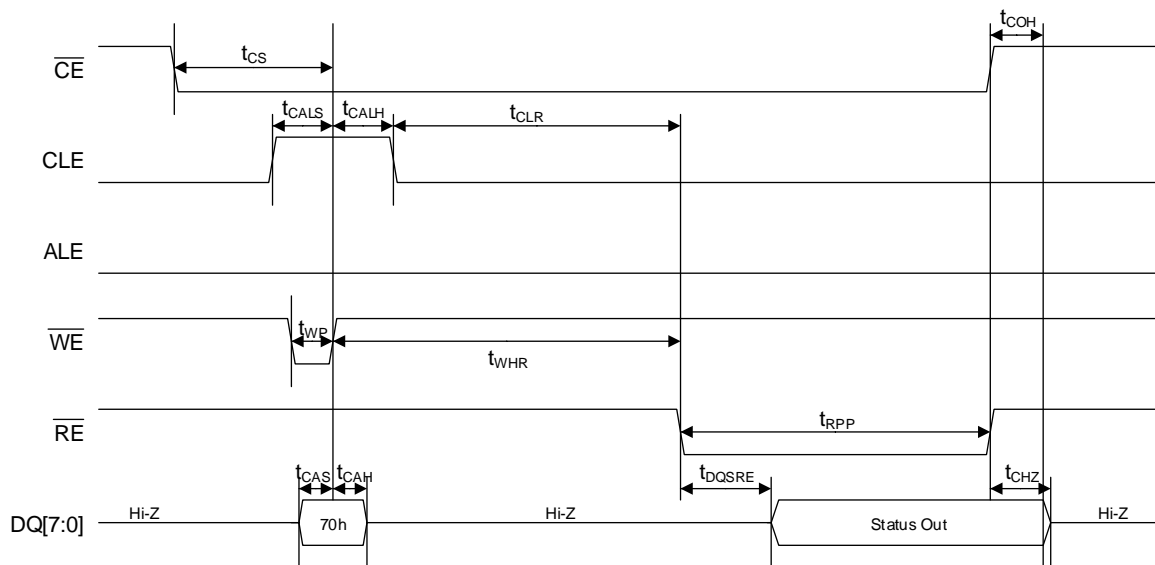 tCOH
tCS
CE
tCALS tCALH tCLR
CLE
ALE
tWP
WE
tWHR
RE
tRPP
tCAS tCAH tDQSRE tCHZ
Hi-Z Hi-Z Hi-Z
DQ[7:0] 70h Status Out